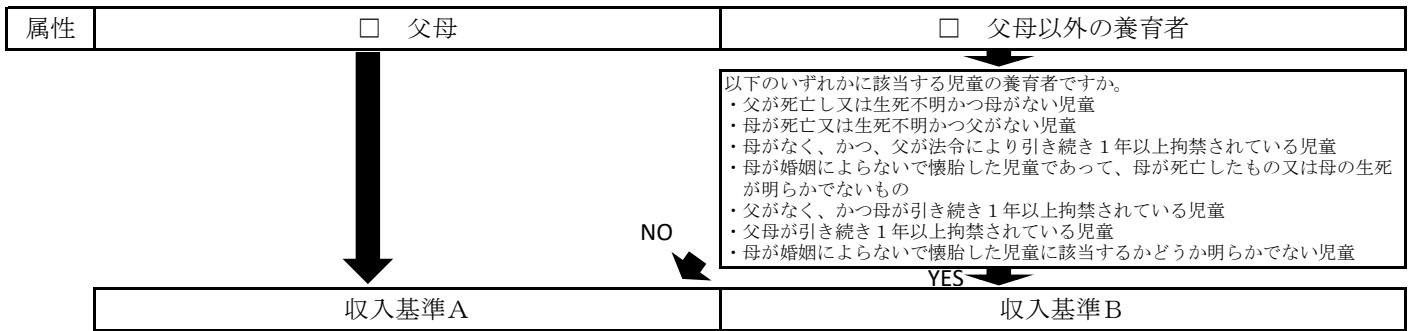 属性 □ 父母 □ 父母以外の養育者
以下のいずれかに該当する児童の養育者ですか。
・父が死亡し又は生死不明かつ母がない児童
・母が死亡又は生死不明かつ父がない児童
・母がなく、かつ、父が法令により引き続き１年以上拘禁されている児童
・母が婚姻によらないで懐胎した児童であって、母が死亡したもの又は母の生死
が明らかでないもの
・父がなく、かつ母が引き続き１年以上拘禁されている児童
・父母が引き続き１年以上拘禁されている児童
・母が婚姻によらないで懐胎した児童に該当するかどうか明らかでない児童
NO
YES
収入基準Ａ 収入基準Ｂ